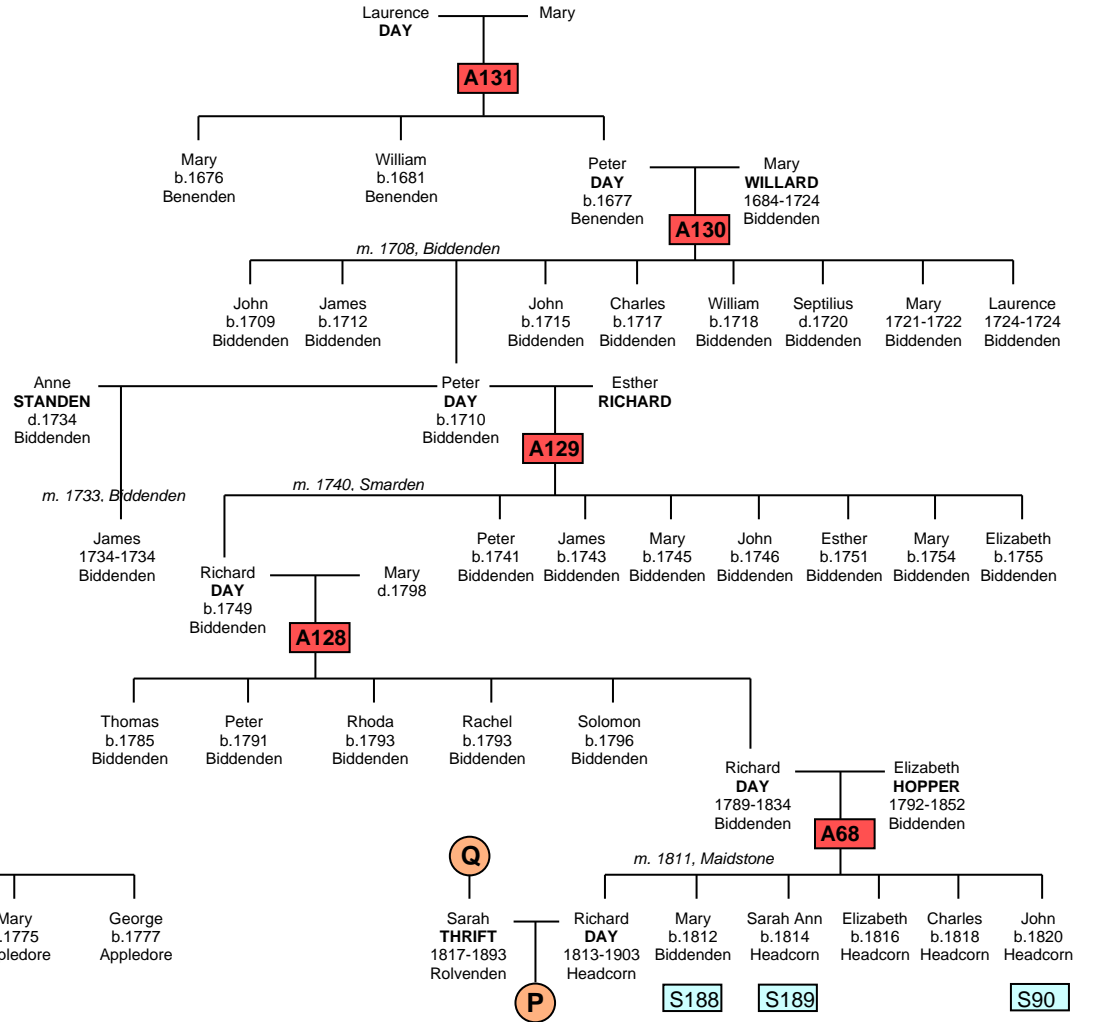 Laurence
DAY
Mary
A131
Mary
b.1676
Benenden
William
b.1681
Benenden
Peter
DAY
b.1677
Benenden
Mary
WILLARD
1684-1724
Biddenden
A130
m. 1708, Biddenden
John
b.1709
Biddenden
James
b.1712
Biddenden
John
b.1715
Biddenden
Charles
b.1717
Biddenden
William
b.1718
Biddenden
Septilius
d.1720
Biddenden
Mary
1721-1722
Biddenden
Laurence
1724-1724
Biddenden
Anne
STANDEN
d.1734
Biddenden
Peter
DAY
b.1710
Biddenden
Esther
RICHARD
A129
m. 1733, Biddenden
m. 1740, Smarden
James
1734-1734
Biddenden
Richard
DAY
b.1749
Biddenden
Mary
d.1798
Peter
b.1741
Biddenden
James
b.1743
Biddenden
Mary
b.1745
Biddenden
John
b.1746
Biddenden
Esther
b.1751
Biddenden
Mary
b.1754
Biddenden
Elizabeth
b.1755
Biddenden
A128
Thomas
b.1785
Biddenden
Peter
b.1791
Biddenden
Rhoda
b.1793
Biddenden
Rachel
b.1793
Biddenden
Solomon
b.1796
Biddenden
Richard
DAY
1789-1834
Biddenden
Elizabeth
HOPPER
1792-1852
Biddenden
A68
m. 1811, Maidstone
Q
Mary
.1775
pledore
George
b.1777
Appledore
Sarah
THRIFT
1817-1893
Rolvenden
Richard
DAY
1813-1903
Headcorn
Mary
b.1812
Biddenden
Sarah Ann
b.1814
Headcorn
Elizabeth
b.1816
Headcorn
Charles
b.1818
Headcorn
John
b.1820
Headcorn
P
S188
S189
S90